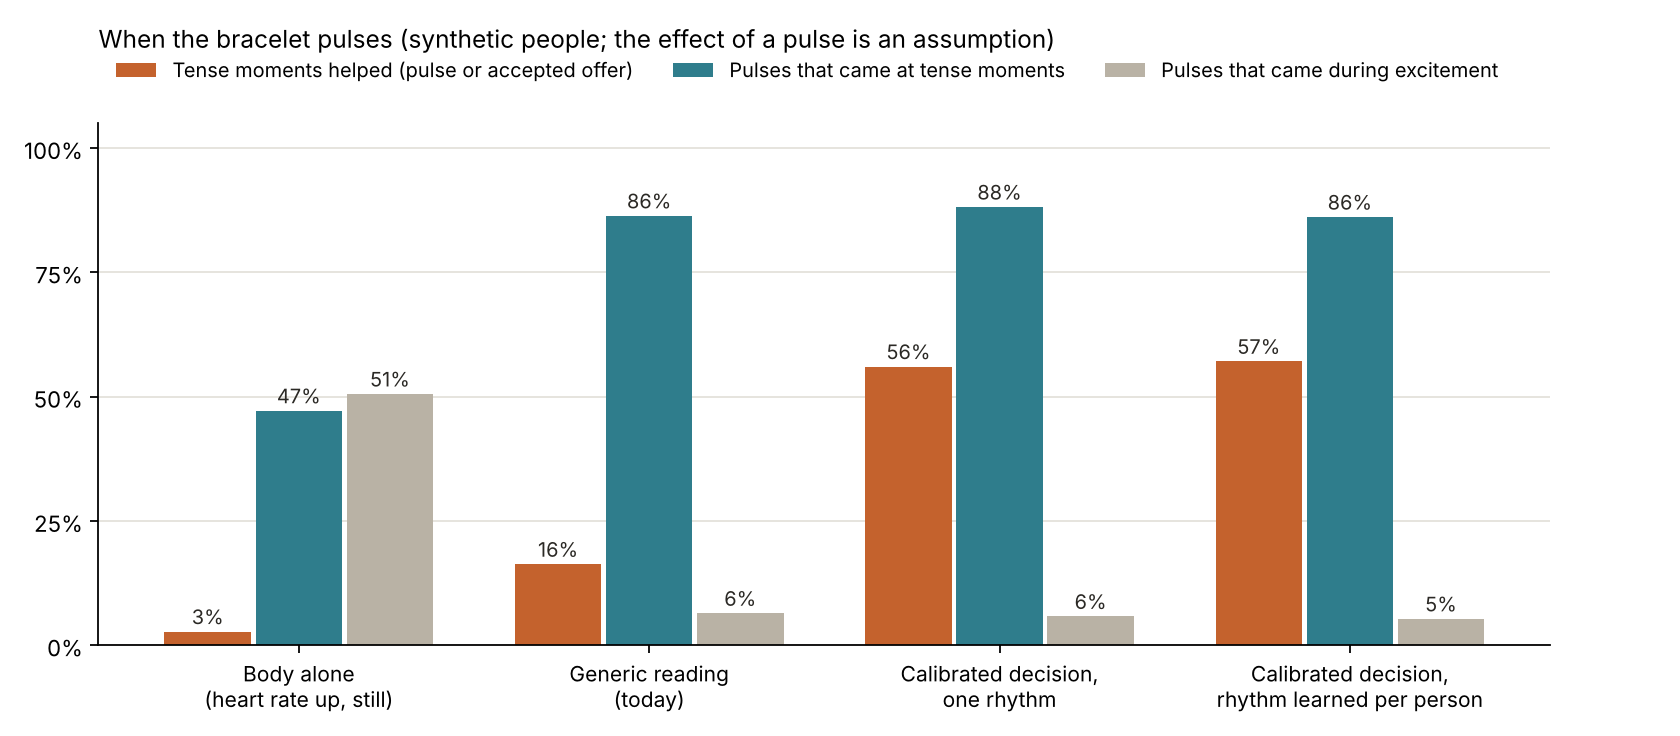 When the bracelet pulses (synthetic people; the effect of a pulse is an assumption)
Tense moments helped (pulse or accepted offer)
Pulses that came at tense moments
Pulses that came during excitement
100%
75%
50%
25%
0%
3%
47%
51%
16%
86%
6%
56%
88%
6%
57%
86%
5%
Body alone
(heart rate up, still)
Generic reading
(today)
Calibrated decision,
one rhythm
Calibrated decision,
rhythm learned per person